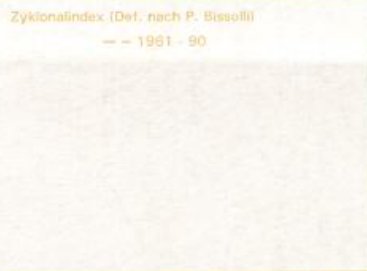 Zyklonalindex (Def. nach P. Bissolli)
— — 1961 - 90